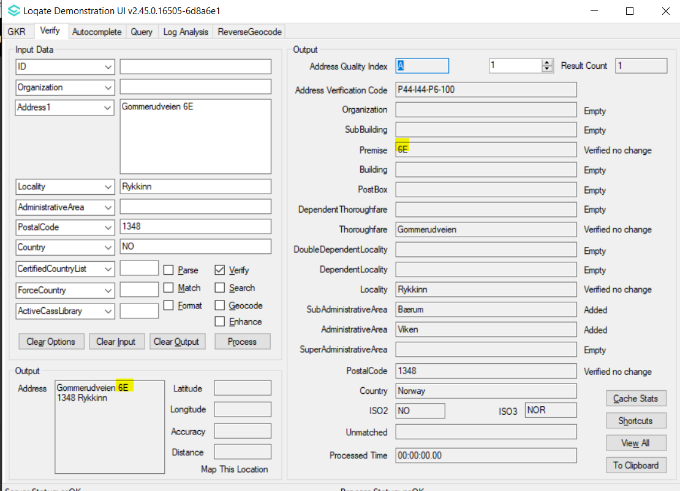 Loqate Demonstration UI v2.45.0.16505-6d8a6e1
GKR Verify Autocomplete Query Log Analysis ReverseGeocode
Input Data
ID
Organization
Address1 Gommerudveien 6E
Locality Rykkinn
AdministrativeArea
PostalCode 1348
Country NO
CertifiedCountryList Parse Verify
ForceCountry Match Search
ActiveCassLibrary Format Geocode
Enhance
Clear Options Clear Input Clear Output Process
Output
Address Gommerudveien 6E
1348 Rykkinn
Latitude
Longitude
Accuracy
Distance
Map This Location
Output
Address Quality Index A 1 Result Count 1
Address Verification Code P44-I44-P6-100
Organization Empty
SubBuilding Empty
Premise 6E Verified no change
Building Empty
PostBox Empty
DependentThoroughfare Empty
Thoroughfare Gommerudveien Verified no change
DoubleDependentLocality Empty
DependentLocality Empty
Locality Rykkinn Verified no change
SubAdministrativeArea Bærum Added
AdministrativeArea Viken Added
SuperAdministrativeArea Empty
PostalCode 1348 Verified no change
Country Norway
ISO2 NO ISO3 NOR
Unmatched
Processed Time 00:00:00.00
Cache Stats
Shortcuts
View All
To Clipboard